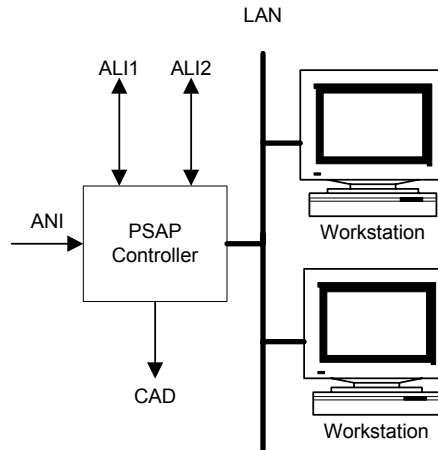 LAN
ALI1
ALI2
ANI
PSAP
Controller
Workstation
CAD
Workstation